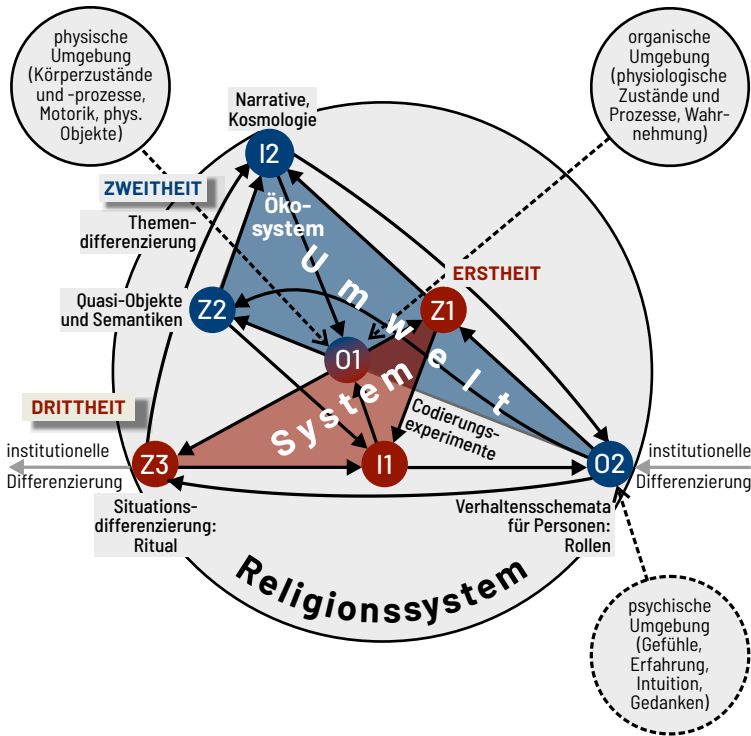 physische
Umgebung
(Körperzustände
und -prozesse,
Motorik, phys.
Objekte)
organische
Umgebung
(physiologische
Zustände und
Prozesse, Wahr-
nehmung)
Narrative,
Kosmologie
I2
ZWEITHEIT
Themen-
differenzierung
Öko-
system
Umwelt
ERSTHEIT
Quasi-Objekte
und Semantiken
Z2
Z1
O1
System
DRITTHEIT
Codierungs-
experimente
institutionelle
Differenzierung
Z3
I1
O2
institutionelle
Differenzierung
Situations-
differenzierung:
Ritual
Verhaltensschemata
für Personen:
Rollen
Religionssystem
psychische
Umgebung
(Gefühle,
Erfahrung,
Intuition,
Gedanken)